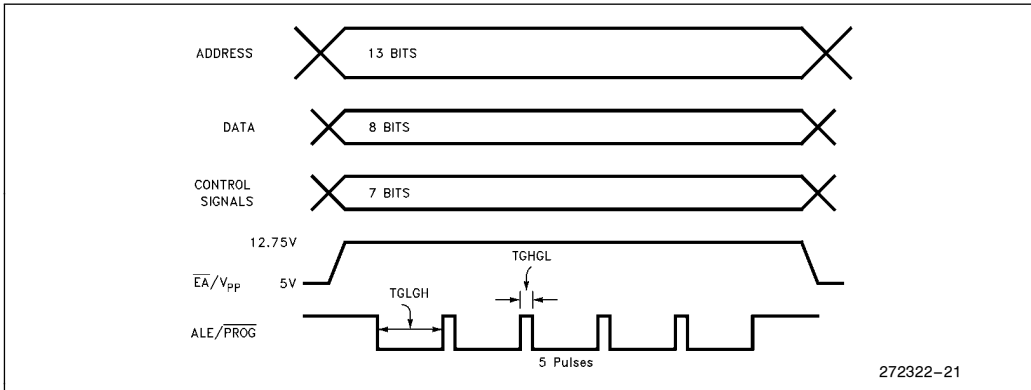 ADDRESS
13 BITS
DATA
8 BITS
CONTROL
SIGNALS
7 BITS
12.75V
EA/VPP
5V
TGHGL
TGLGH
ALE/PROG
5 Pulses
272322-21